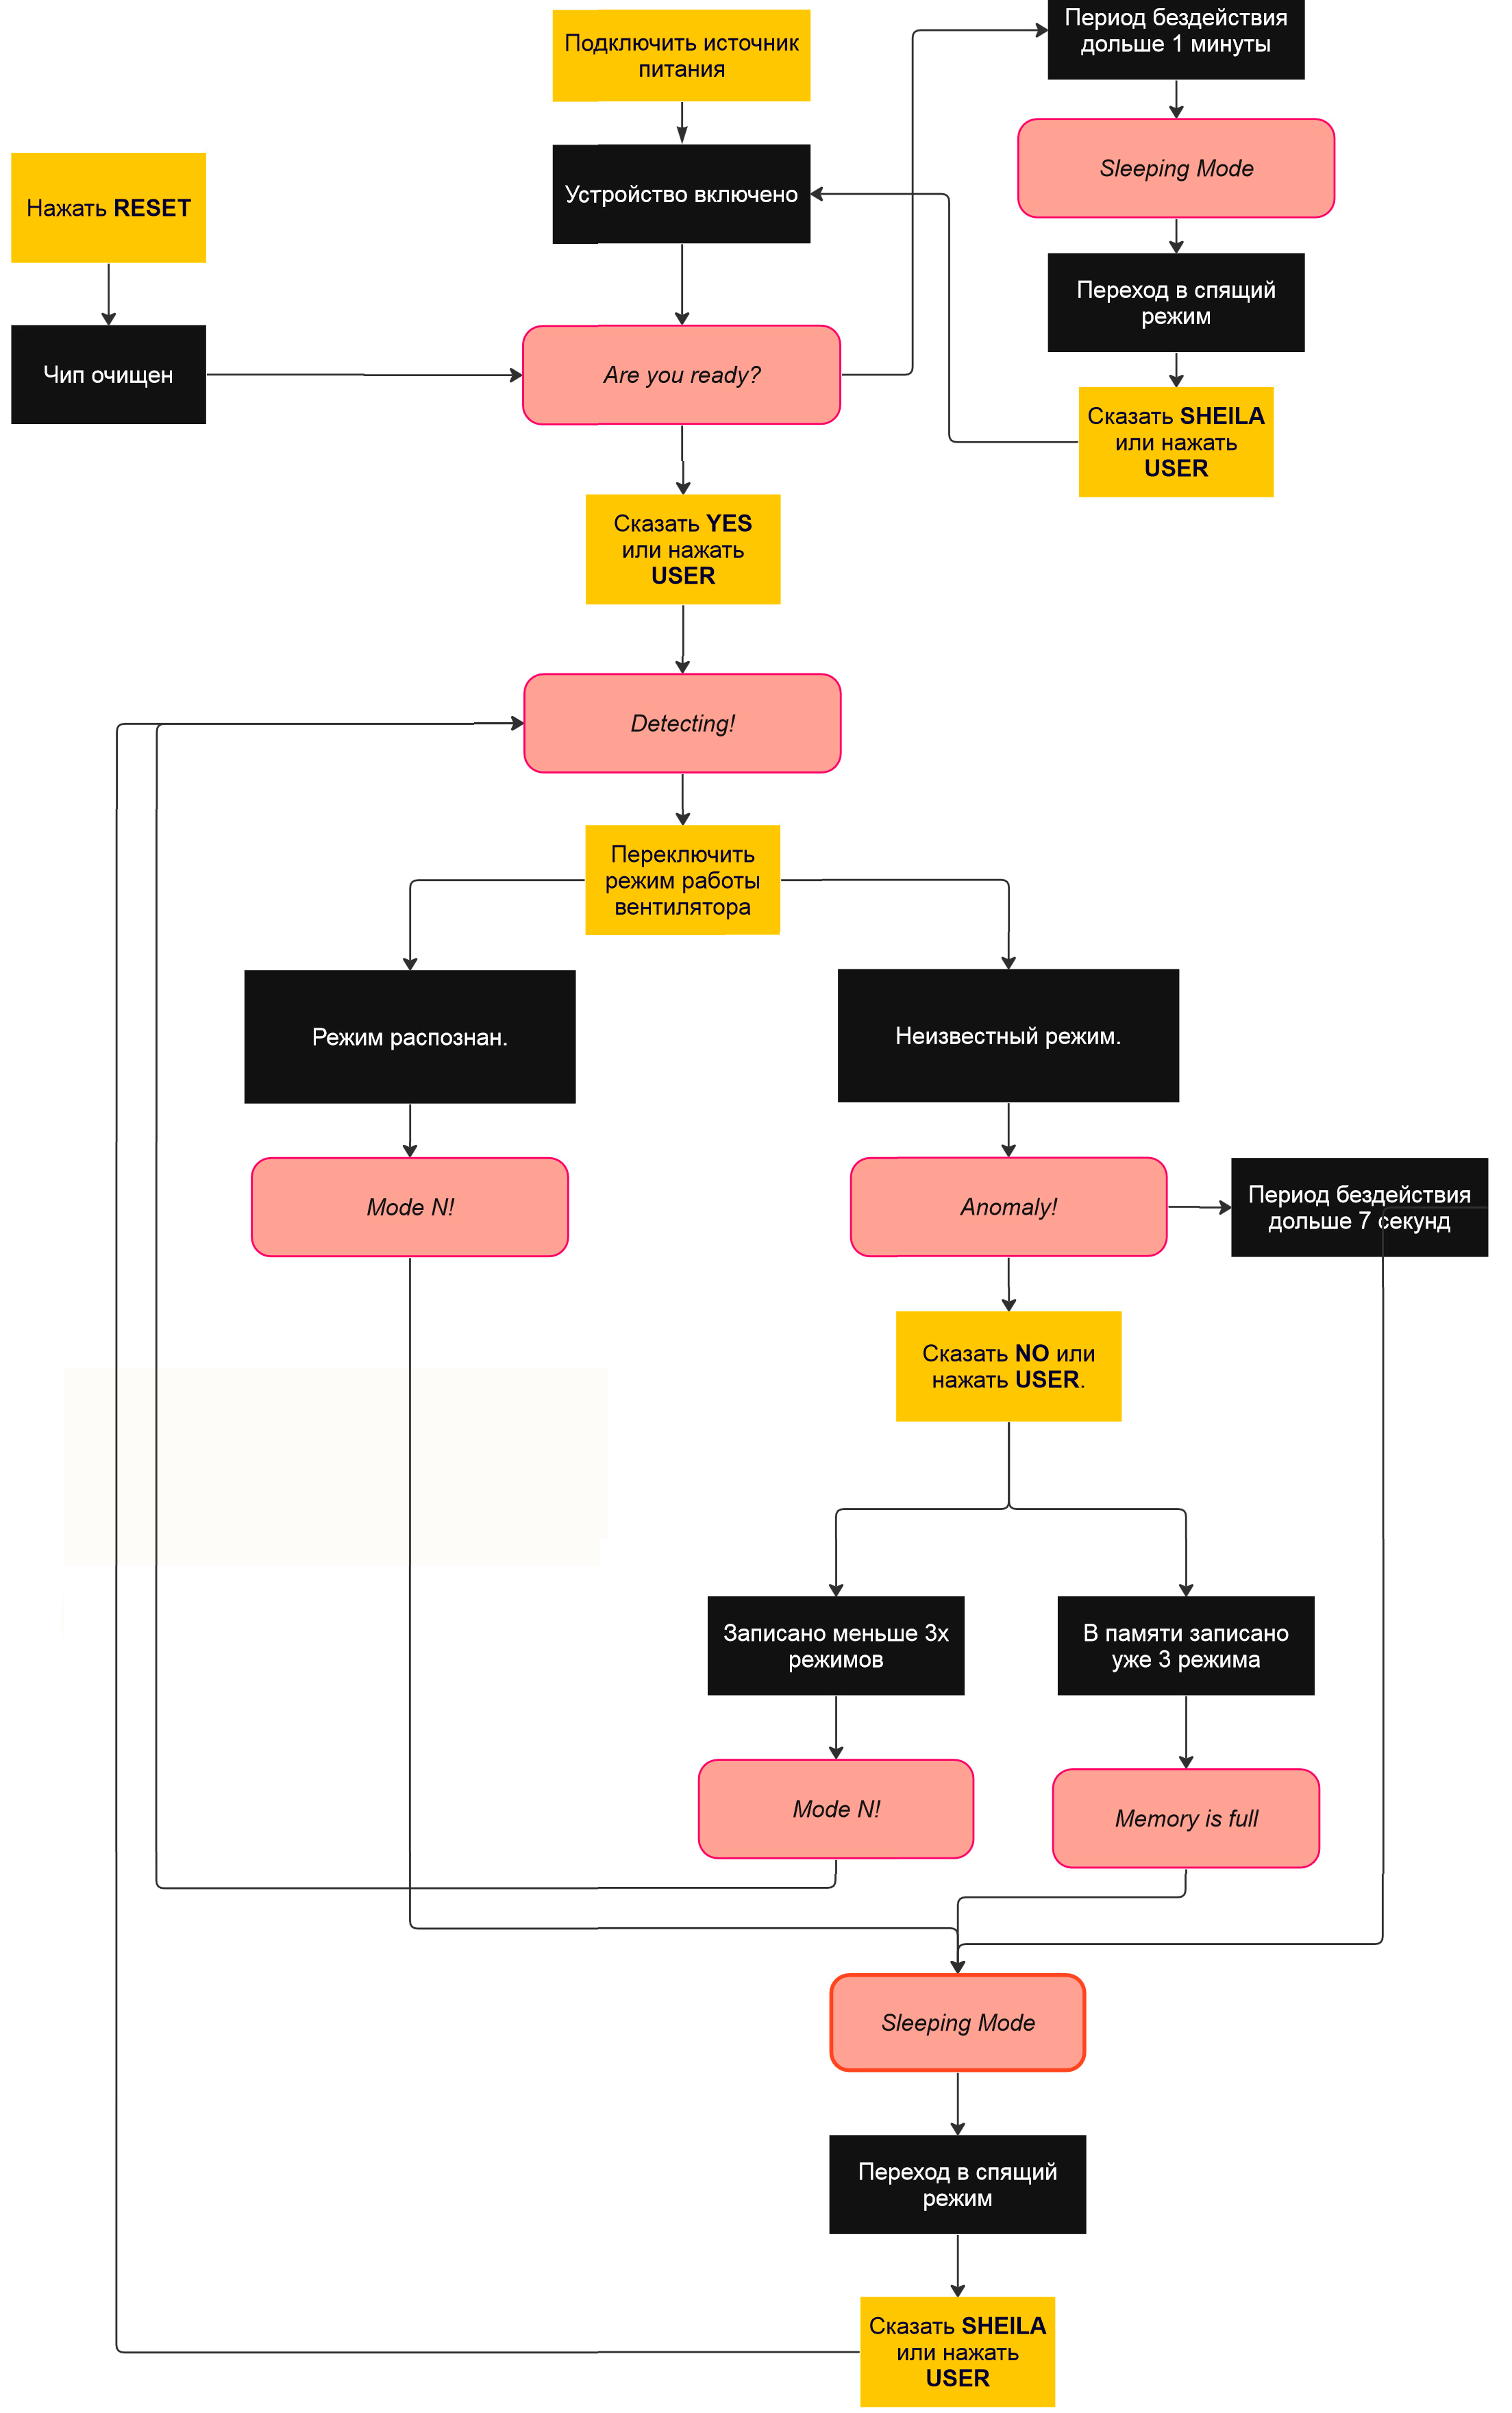 Подключить источник
питания
Период бездействия
дольше 1 минуты
Sleeping Mode
Нажать RESET
Устройство включено
Переход в спящий
режим
Чип очищен
Are you ready?
Сказать SHEILA
или нажать
USER
Сказать YES
или нажать
USER
Detecting!
Переключить
режим работы
вентилятора
Режим распознан.
Неизвестный режим.
Mode N!
Anomaly!
Период бездействия
дольше 7 секунд
Сказать NO или
нажать USER.
Записано меньше 3х
режимов
В памяти записано
уже 3 режима
Mode N!
Memory is full
Sleeping Mode
Переход в спящий
режим
Сказать SHEILA
или нажать
USER